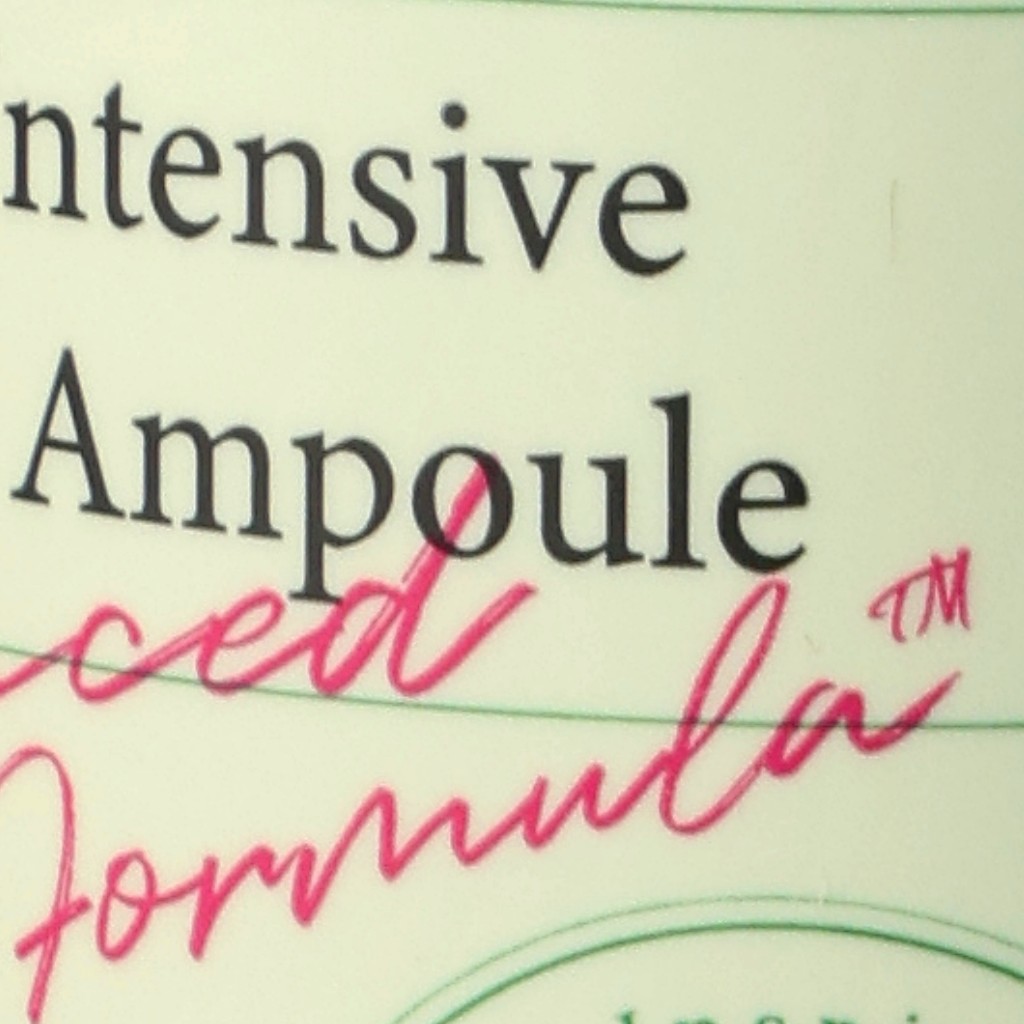 ntensive
Ampoule
ced
Formula™